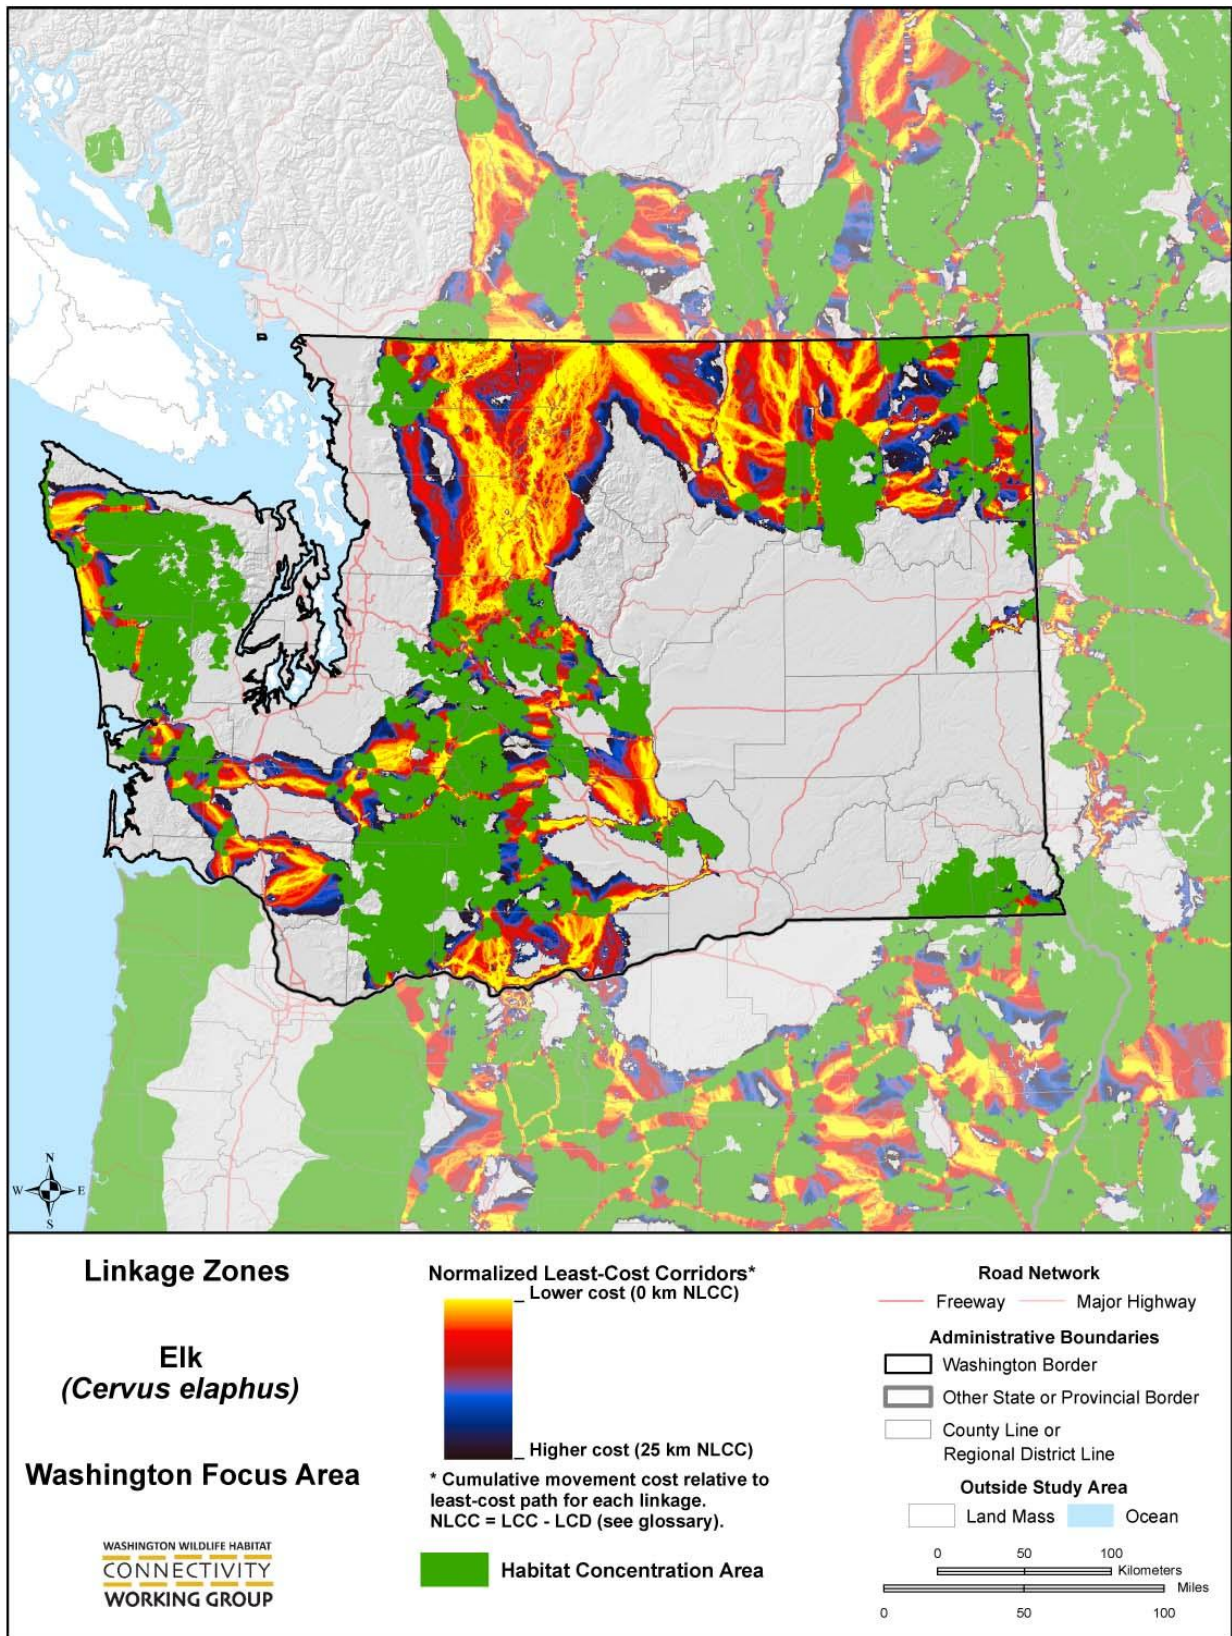 N
W E
S
Linkage Zones
Elk
(Cervus elaphus)
Washington Focus Area
WASHINGTON WILDLIFE HABITAT
CONNECTIVITY
WORKING GROUP
Normalized Least-Cost Corridors*
_ Lower cost (0 km NLCC)
_ Higher cost (25 km NLCC)
* Cumulative movement cost relative to
least-cost path for each linkage.
NLCC = LCC - LCD (see glossary).
Habitat Concentration Area
Road Network
Freeway Major Highway
Administrative Boundaries
Washington Border
Other State or Provincial Border
County Line or
Regional District Line
Outside Study Area
Land Mass Ocean
0 50 100
Kilometers
Miles
0 50 100